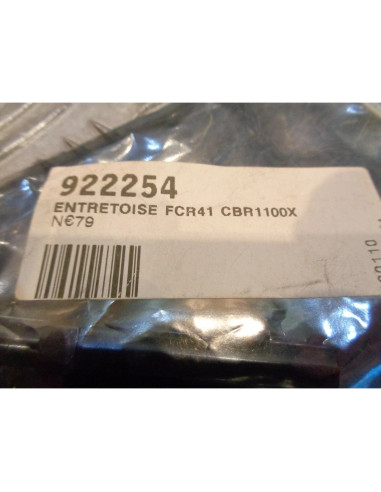 922254
ENTRETOISE FCR41 CBR1100X
N€79